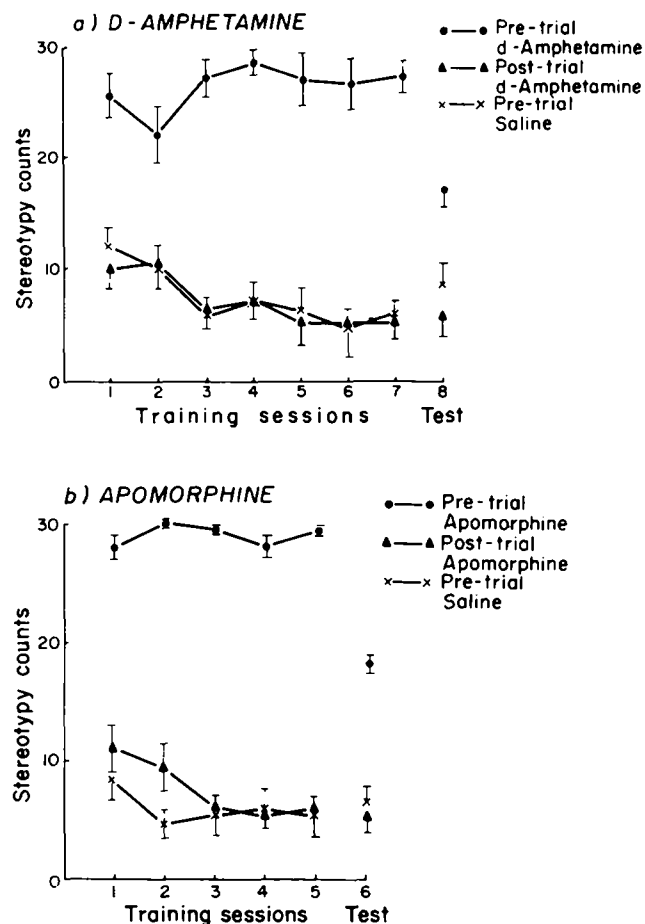 a) D-AMPHETAMINE
Pre-trial
d-Amphetamine
Post-trial
d-Amphetamine
Pre-trial
Saline
Stereotypy counts
30
20
10
0
1 2 3 4 5 6 7 8
Training sessions Test
b) APOMORPHINE
Pre-trial
Apomorphine
Post-trial
Apomorphine
Pre-trial
Saline
Stereotypy counts
30
20
10
0
1 2 3 4 5 6
Training sessions Test